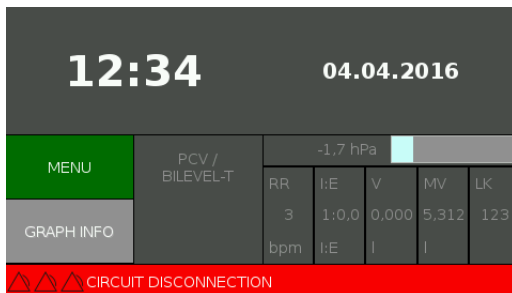 12:34 04.04.2016
MENU
PCV /
BILEVEL-T
-1,7 hPa
RR I:E V MV LK
3 1:0,0 0,000 5,312 123
bpm I:E l l
GRAPH INFO
CIRCUIT DISCONNECTION